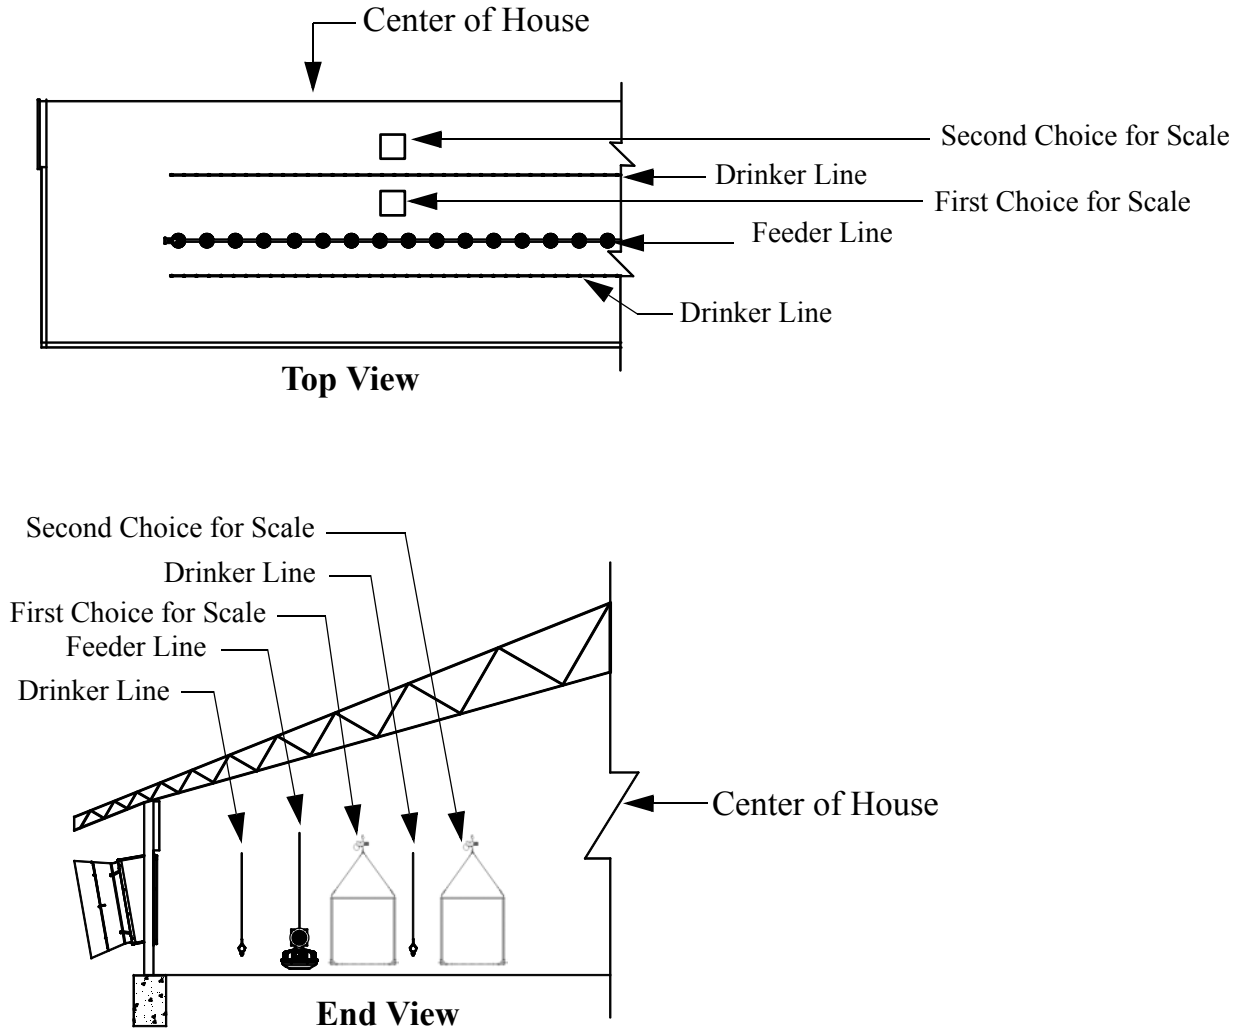 Center of House
Second Choice for Scale
Drinker Line
First Choice for Scale
Feeder Line
Drinker Line
Top View
Second Choice for Scale
Drinker Line
First Choice for Scale
Feeder Line
Drinker Line
Center of House
End View